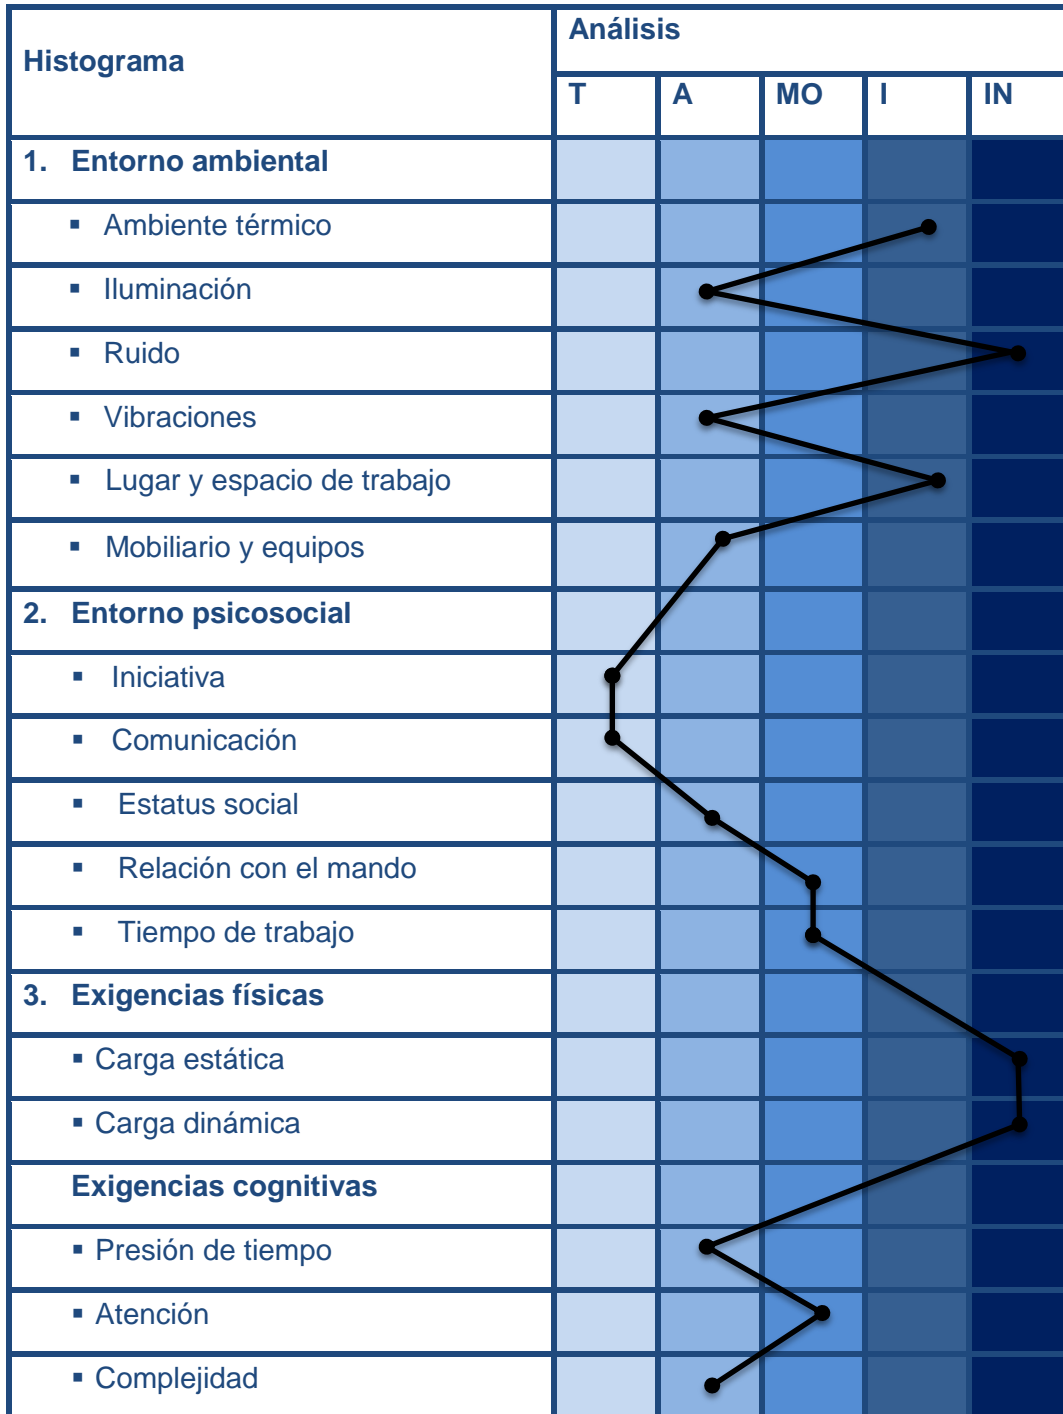 Histograma
Análisis
T A MO I IN
1. Entorno ambiental
▪ Ambiente térmico
▪ Iluminación
▪ Ruido
▪ Vibraciones
▪ Lugar y espacio de trabajo
▪ Mobiliario y equipos
2. Entorno psicosocial
▪ Iniciativa
▪ Comunicación
▪ Estatus social
▪ Relación con el mando
▪ Tiempo de trabajo
3. Exigencias físicas
▪ Carga estática
▪ Carga dinámica
Exigencias cognitivas
▪ Presión de tiempo
▪ Atención
▪ Complejidad